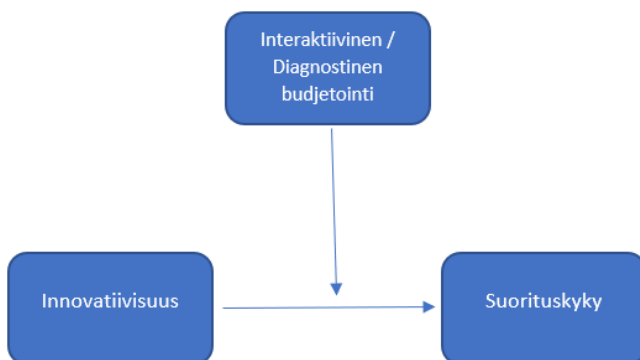 Interaktiivinen /
Diagnostinen
budjetointi
Innovatiivisuus
Suorituskyky